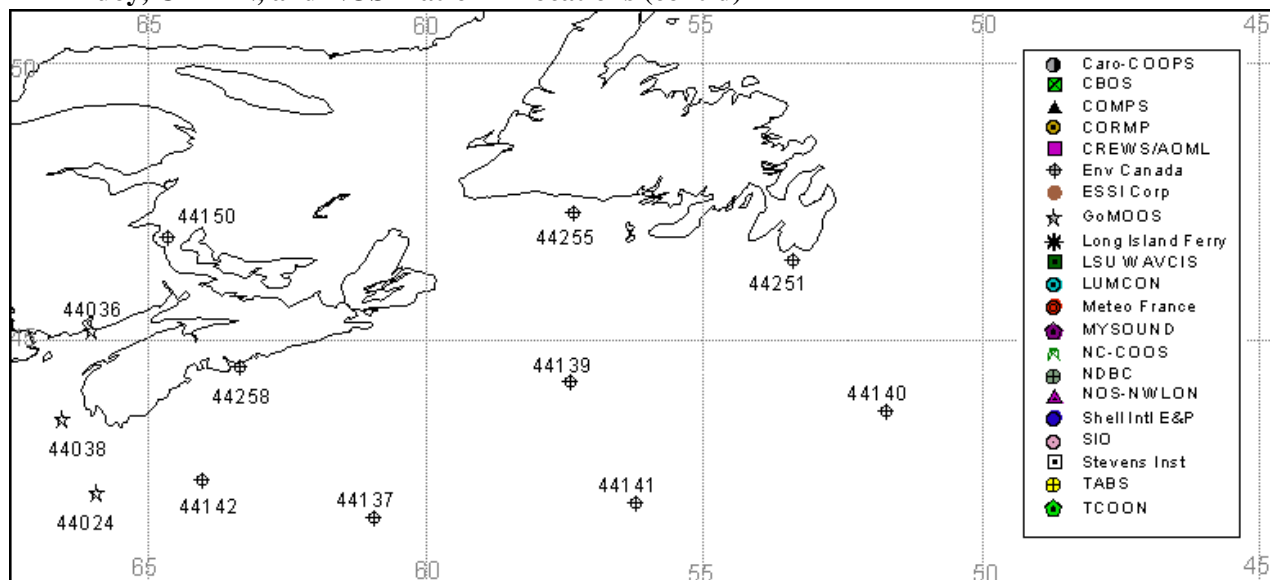 65 60 55 50 45
50
44150
44255
44251
44036
45
44139
44140
44258
44038
44142
44137
44141
44024
65 60 55 50 45
Caro-COOPS
CBOS
COMPS
CORMP
CREWS/AOML
Env Canada
ESSI Corp
GoMOOS
Long Island Ferry
LSU WAVCIS
LUMCON
Meteo France
MYSOUND
NC-COOS
NDBC
NOS-NWLON
Shell Intl E&P
SIO
Stevens Inst
TABS
TCOON